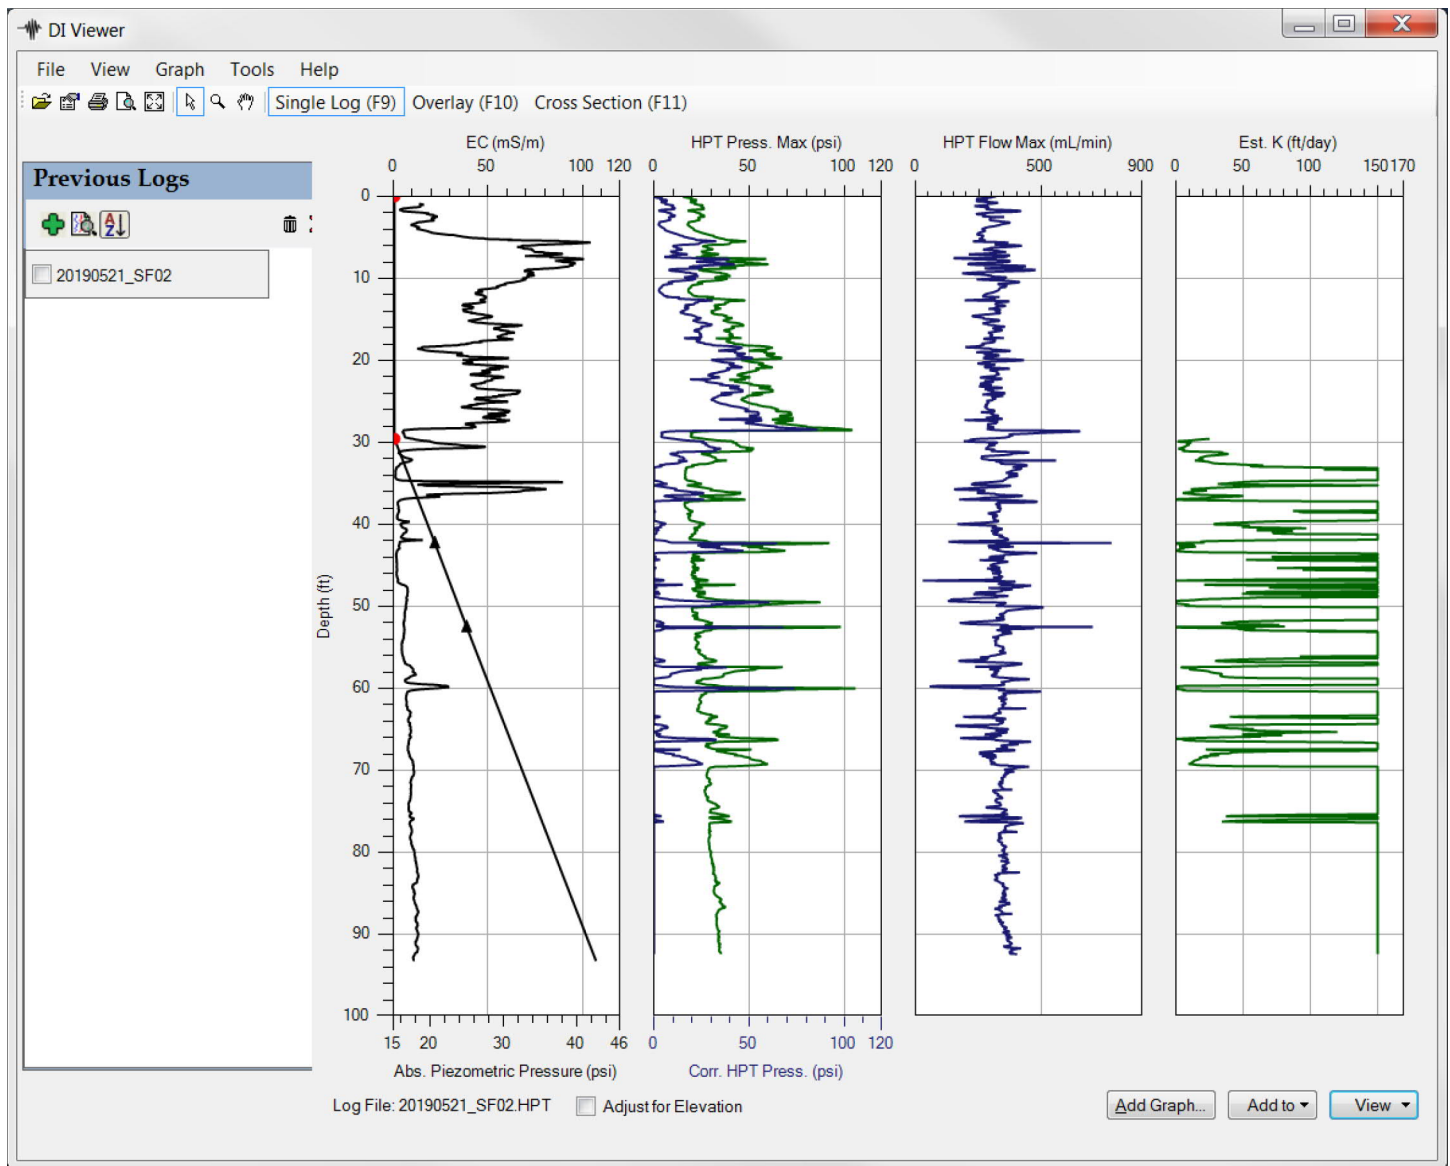 DI Viewer
File View Graph Tools Help
Single Log (F9) Overlay (F10) Cross Section (F11)
Previous Logs
20190521_SF02
EC (mS/m) HPT Press. Max (psi) HPT Flow Max (mL/min) Est. K (ft/day)
0 50 100 120 0 50 100 120 0 500 900 0 50 100 150 170
0
10
20
30
40
50
60
70
80
90
100
Depth (ft)
15 20 30 40 46 0 50 100 120
Abs. Piezometric Pressure (psi) Corr. HPT Press. (psi)
Log File: 20190521_SF02.HPT Adjust for Elevation Add Graph... Add to View